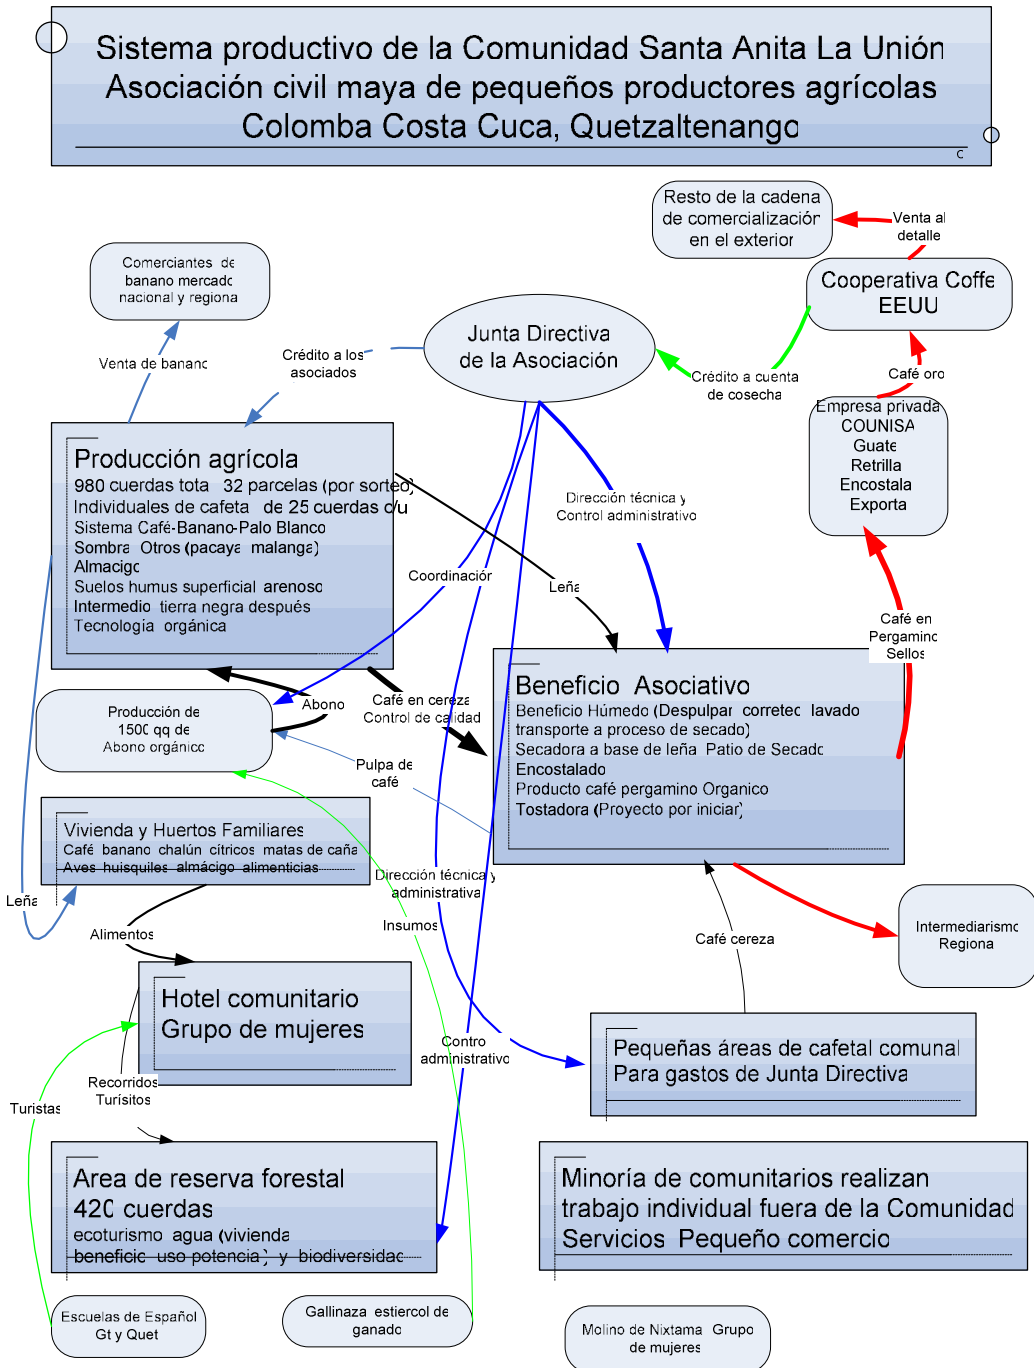 Sistema productivo de la Comunidad Santa Anita La Unión
Asociación civil maya de pequeños productores agrícolas
Colomba Costa Cuca, Quetzaltenango
C
Resto de la cadena
de comercialización
en el exterior
Venta al
detalle
Comerciantes de
banano mercado
nacional y regional
Cooperativa Coffe
EEUU
Junta Directiva
de la Asociación
Crédito a los
asociados
Venta de banano
Crédito a cuenta
de cosecha
Café oro
Empresa privada
COUNISA
Guate
Retrilla
Encostala
Exporta
Producción agrícola
980 cuerdas total 32 parcelas (por sorteo)
Individuales de cafetal de 25 cuerdas c/u
Sistema Café-Banano-Palo Blanco
Sombra Otros (pacaya malanga)
Almacigo
Suelos humus superficial arenoso
Intermedio tierra negra después
Tecnología orgánica
Dirección técnica y
Control administrativo
Coordinación
Leña
Café en
Pergamino
Sellos
Beneficio Asociativo
Beneficio Húmedo (Despulpar correteo lavado
transporte a proceso de secado)
Secadora a base de leña Patio de Secado
Encostalado
Producto café pergamino Organico
Tostadora (Proyecto por iniciar)
Abono
Café en cereza
Control de calidad
Producción de
1500 qq de
Abono orgánico
Pulpa de
café
Vivienda y Huertos Familiares
Café banano chalún cítricos matas de caña
Aves huisquiles almácigo alimenticias
Leña
Dirección técnica y
administrativa
Insumos
Alimentos
Café cereza
Intermediarismo
Regional
Hotel comunitario
Grupo de mujeres
Control
administrativo
Pequeñas áreas de cafetal comunal
Para gastos de Junta Directiva
Recorridos
Turísitos
Turistas
Area de reserva forestal
420 cuerdas
ecoturismo agua (vivienda
beneficio uso potencial) y biodiversidad
Minoría de comunitarios realizan
trabajo individual fuera de la Comunidad
Servicios Pequeño comercio
Escuelas de Español
Gt y Quet
Gallinaza estiercol de
ganado
Molino de Nixtamal Grupo
de mujeres